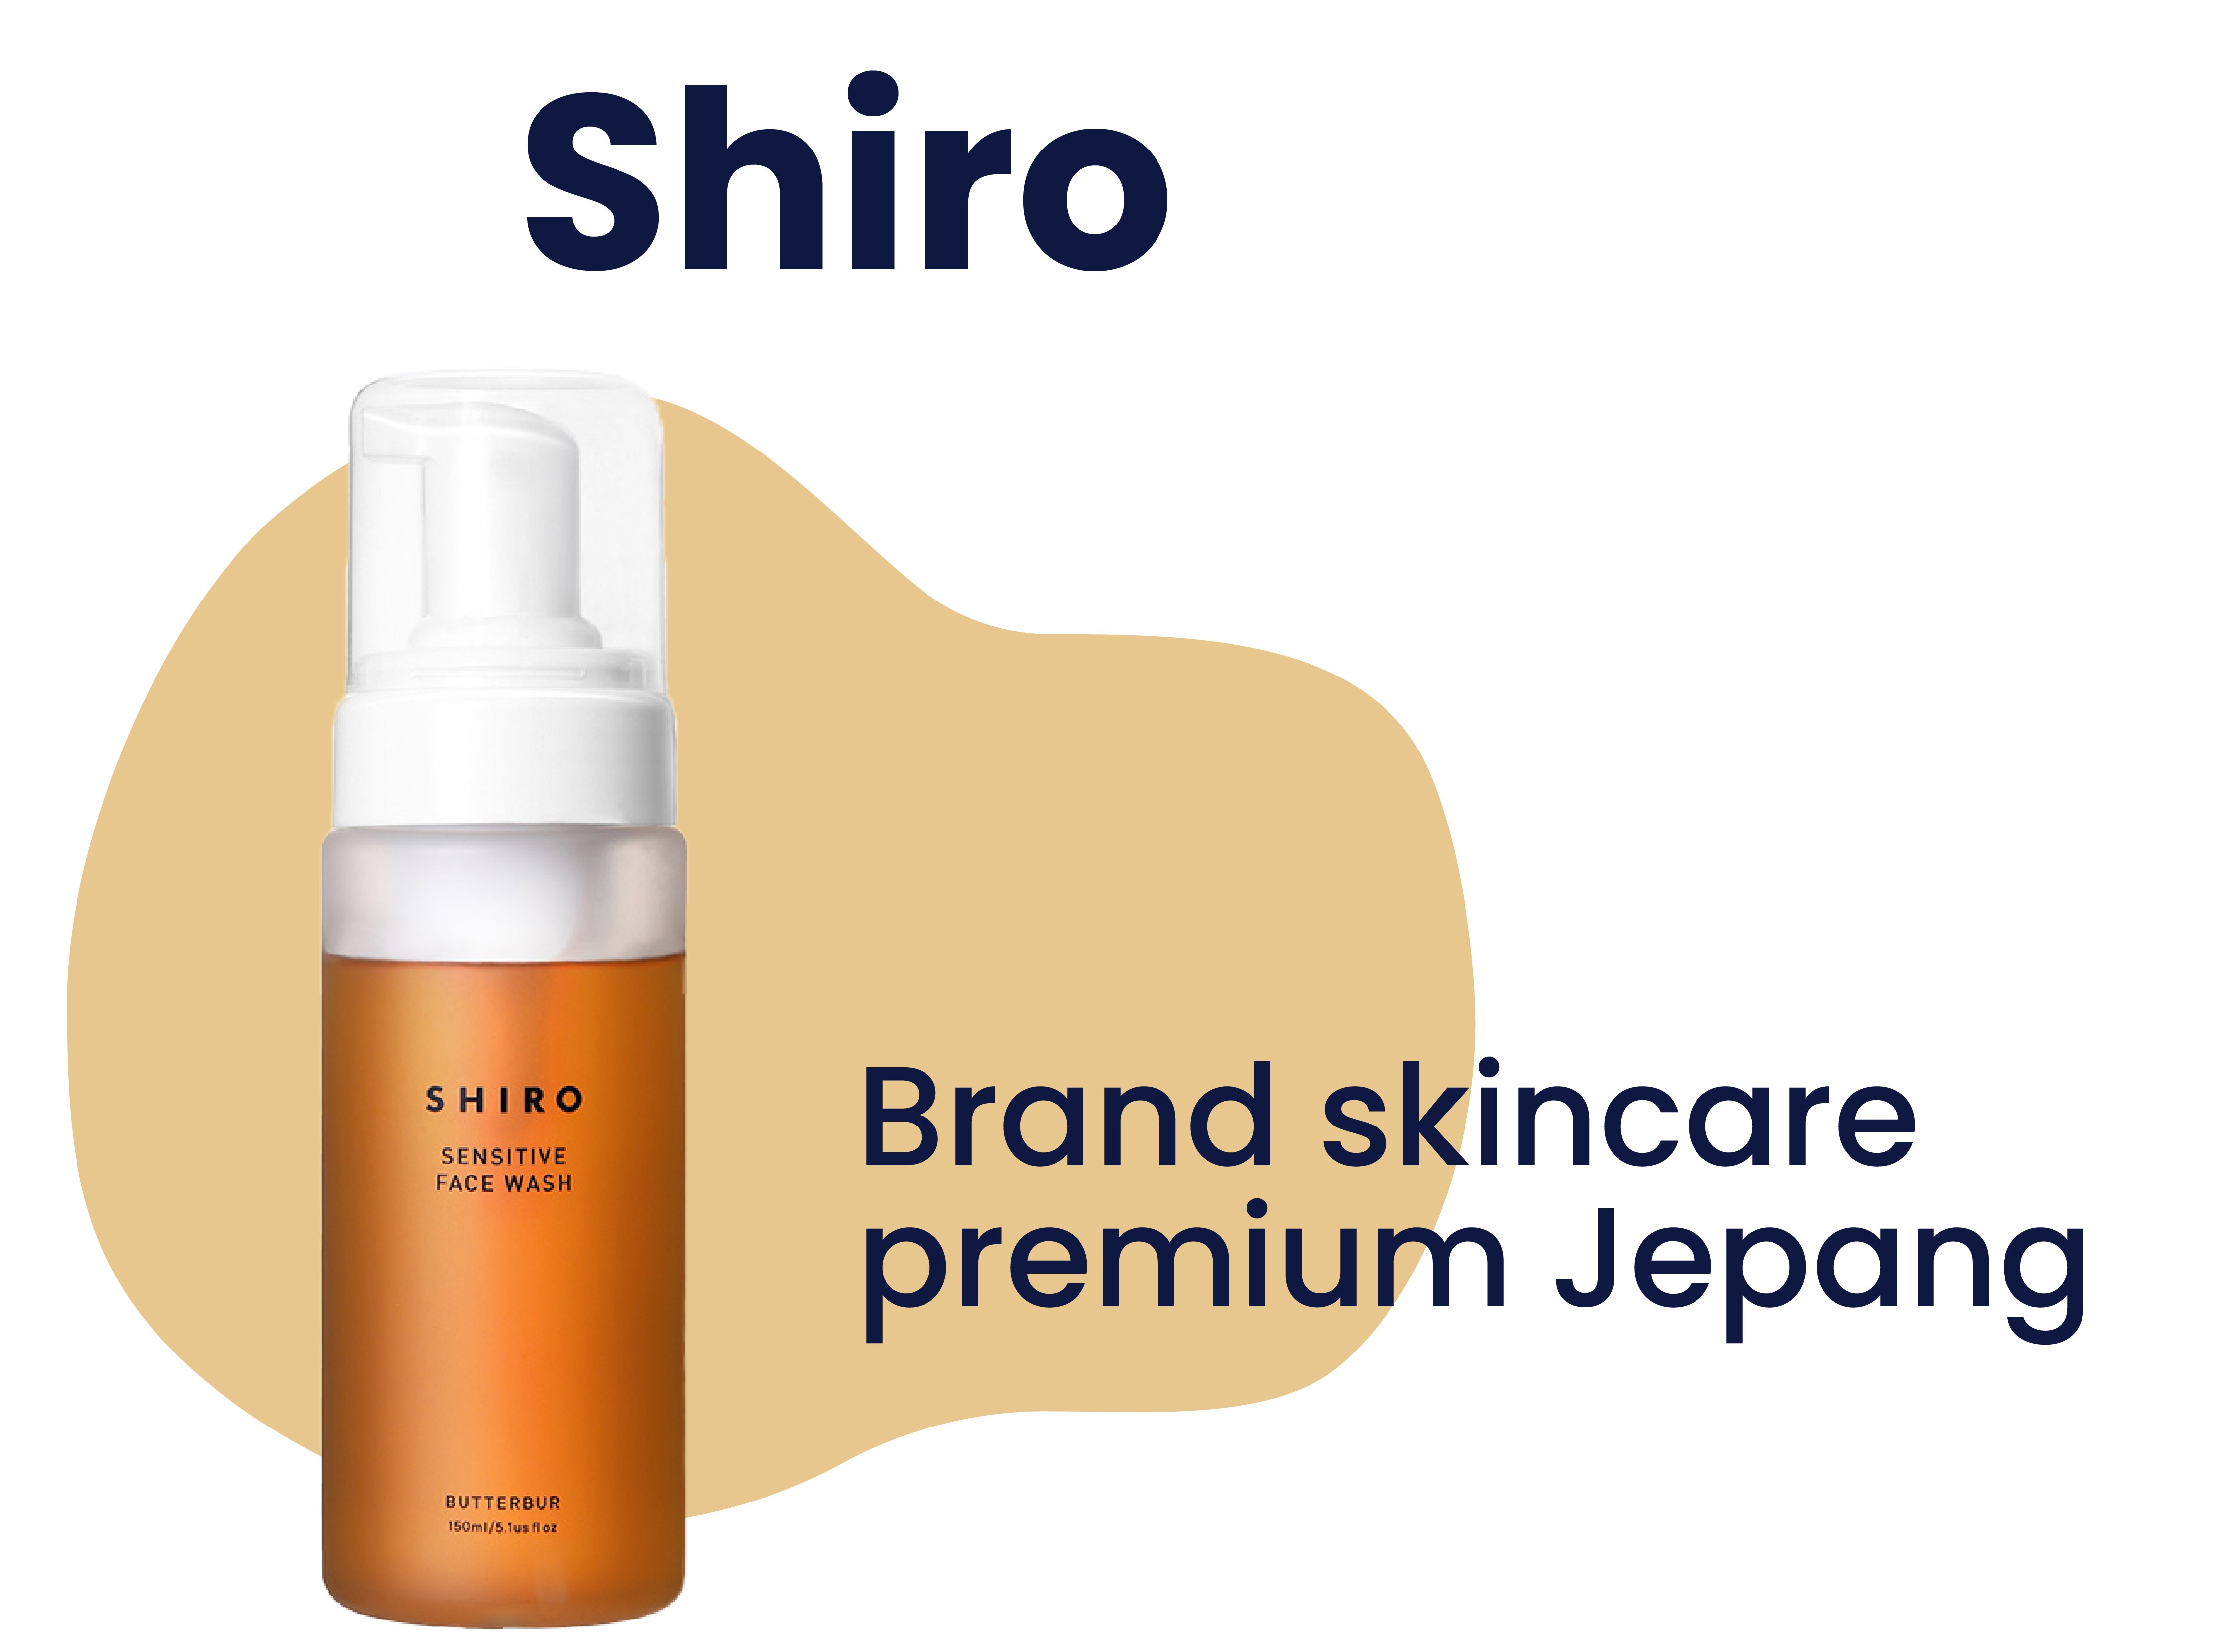 Shiro
SHIRO
SENSITIVE
FACE WASH
BUTTERBUR
150ml/5.1us fl oz
Brand skincare
premium Jepang